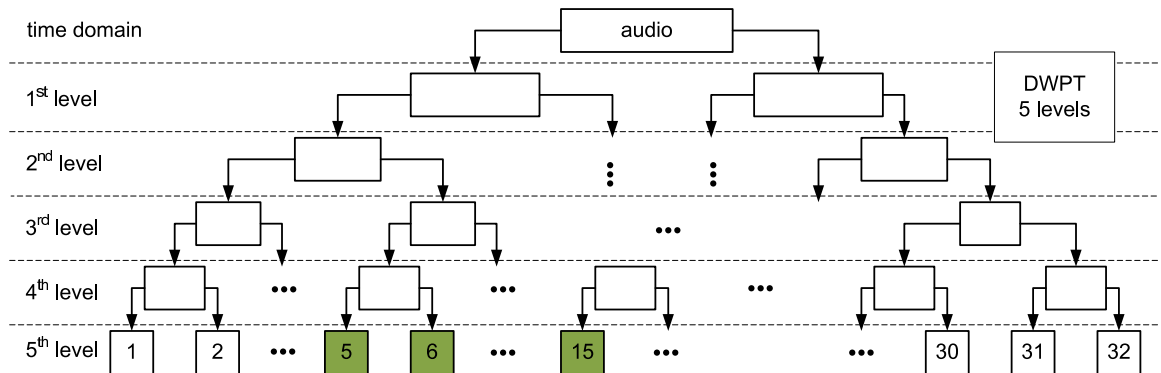 time domain
audio
DWPT
5 levels
1st level
2nd level
3rd level
4th level
5th level
1 2 ••• 5 6 ••• 15 ••• ••• 30 31 32